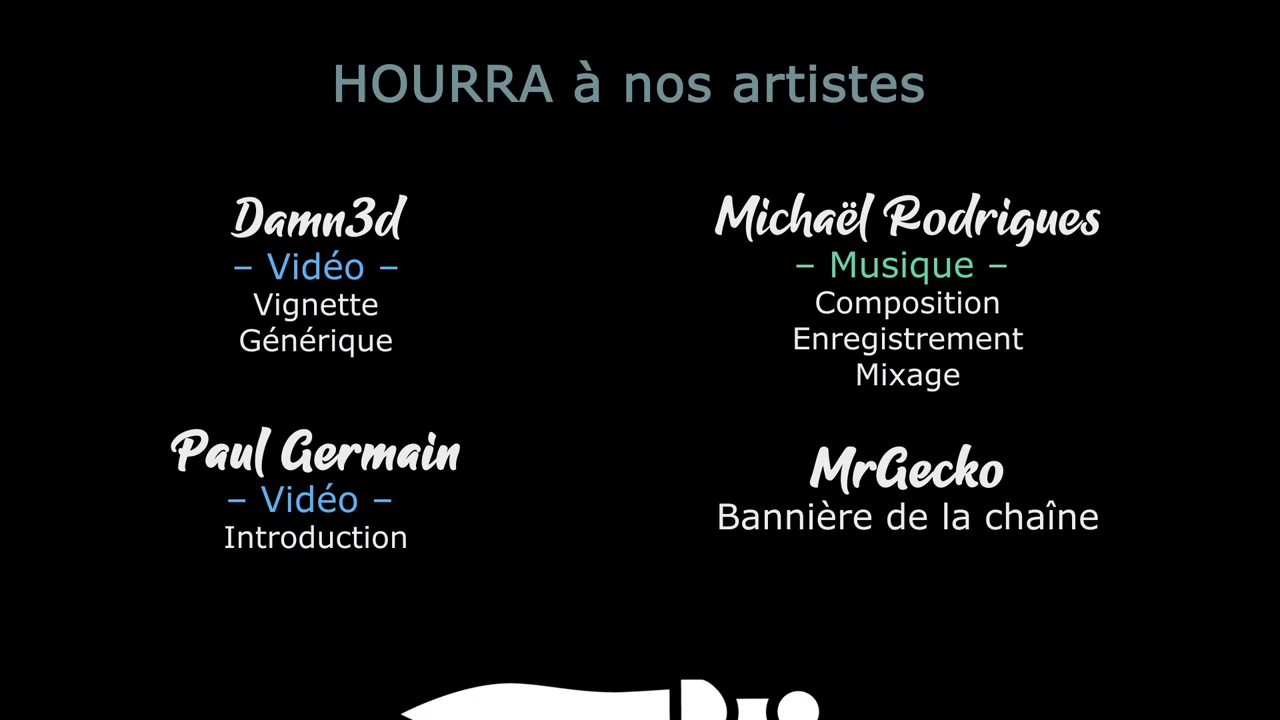 HOURRA à nos artistes
Damn3d
– Vidéo –
Vignette
Générique
Michaël Rodrigues
– Musique –
Composition
Enregistrement
Mixage
Paul Germain
– Vidéo –
Introduction
MrGecko
Bannière de la chaîne